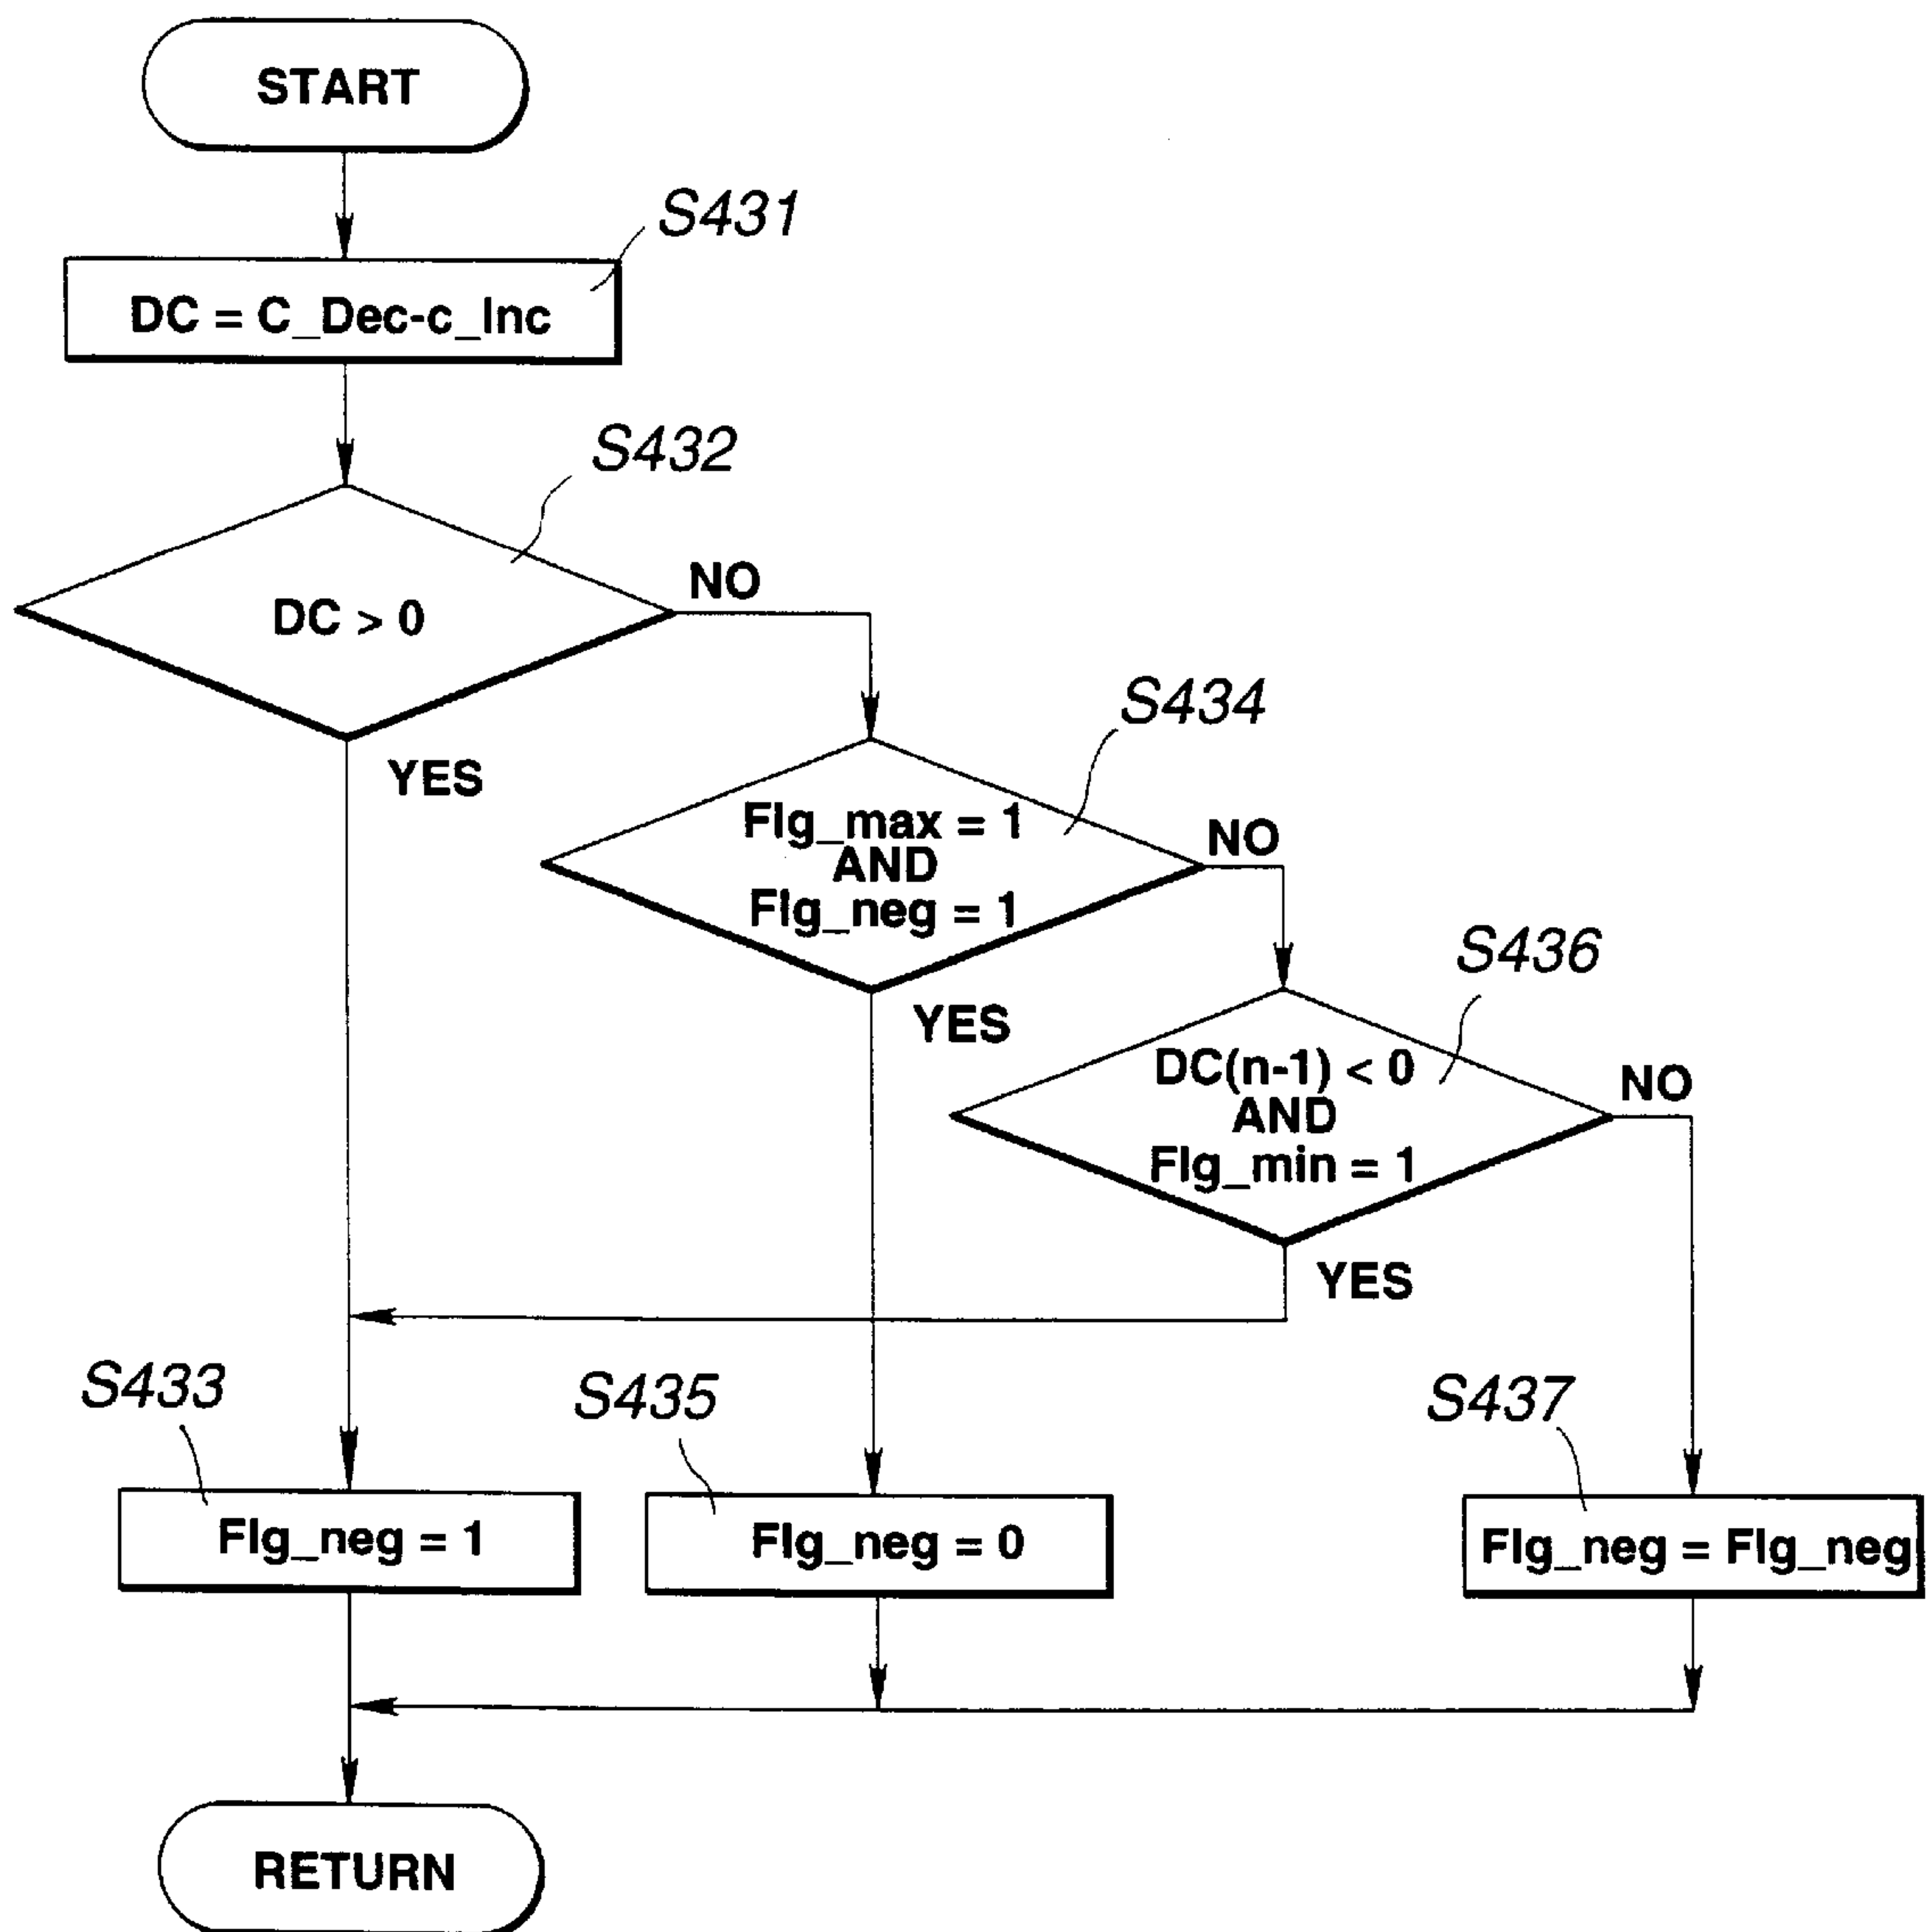 START
S431
DC = C_Dec-c_Inc
S432
DC > 0
NO
YES
S434
Flg_max = 1
AND
Flg_neg = 1
NO
YES
S436
DC(n-1) < 0
AND
Flg_min = 1
NO
YES
S433
S435
S437
Flg_neg = 1
Flg_neg = 0
Flg_neg = Flg_neg
RETURN